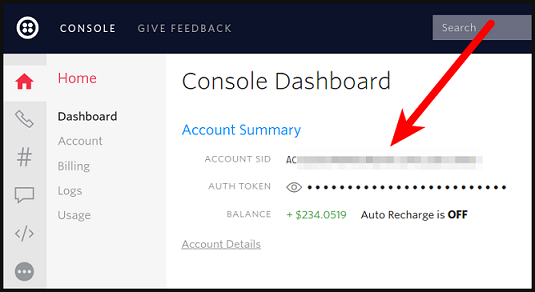 CONSOLE GIVE FEEDBACK Search...
Home
Console Dashboard
Dashboard
Account
Billing
Logs
Usage
Account Summary
ACCOUNT SID AC
AUTH TOKEN ••••••••••••••••••••••••
BALANCE + $234.0519 Auto Recharge is OFF
Account Details